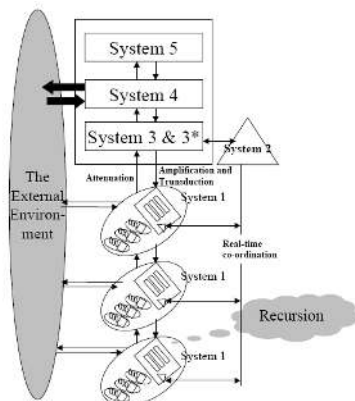 System 5
System 4
System 3 & 3*
System 2
Attenuation
Amplification and
Transduction
The
External
Environ-
ment
System 1
Real-time
co-ordination
System 1
Recursion
System 1